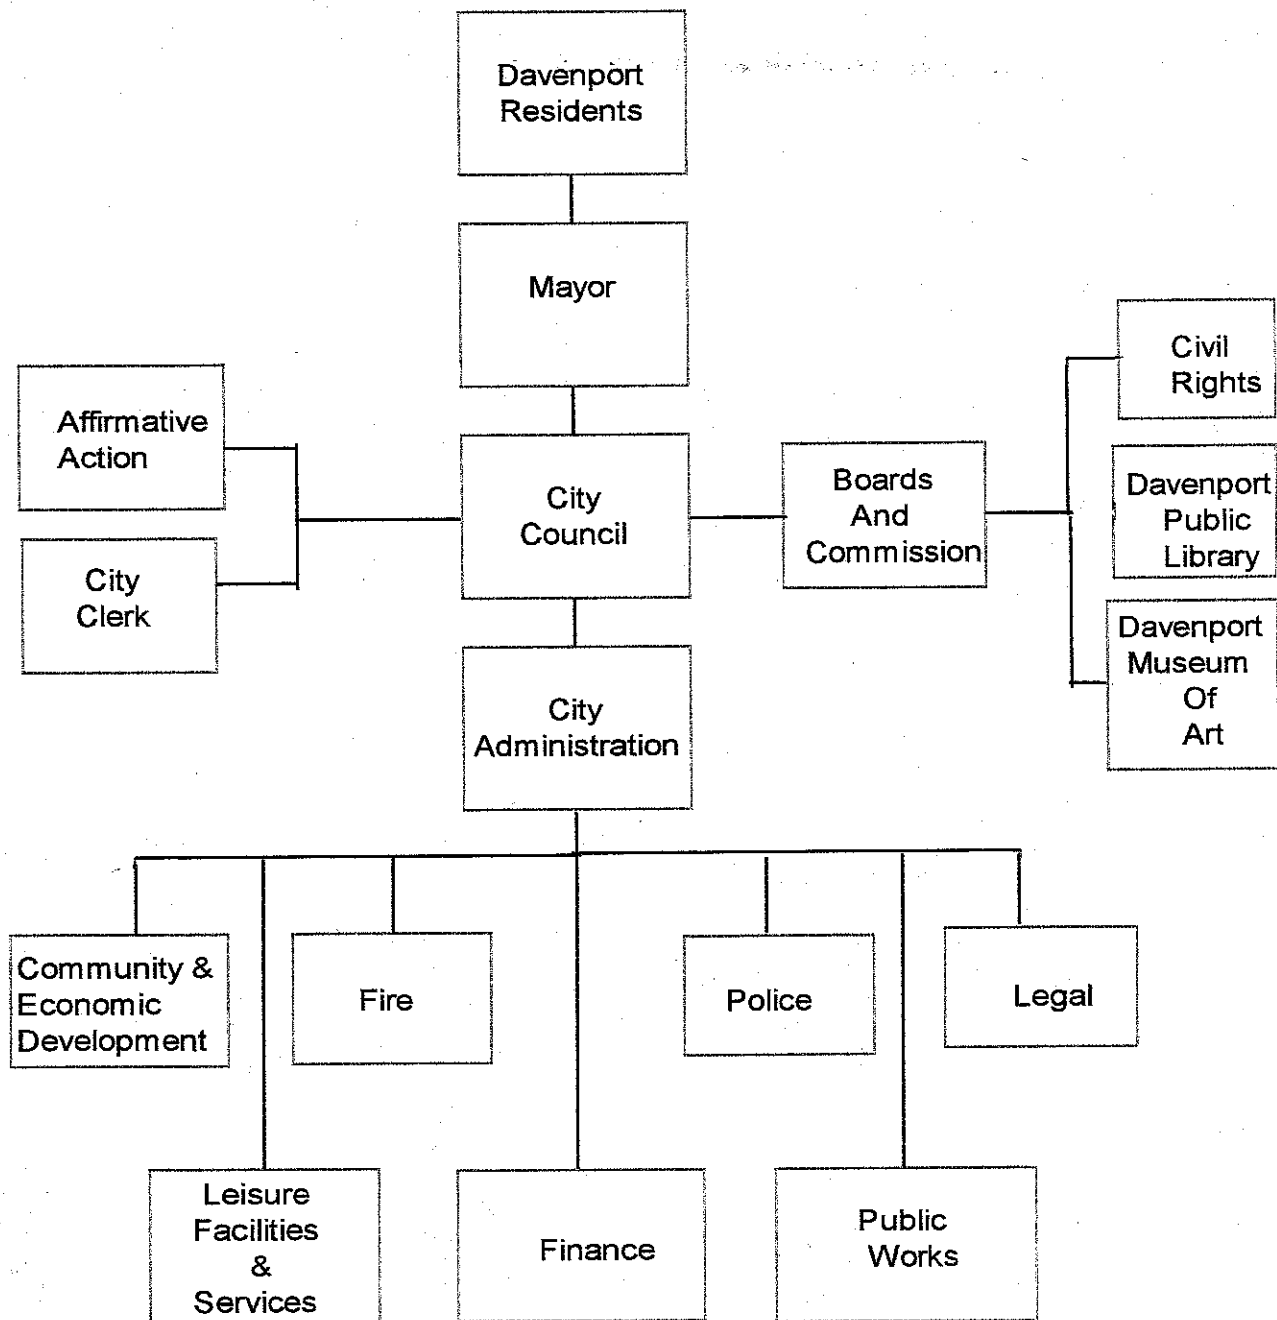 Davenport
Residents
Mayor
Affirmative
Action
City
Clerk
City
Council
Boards
And
Commission
Civil
Rights
Davenport
Public
Library
Davenport
Museum
Of
Art
City
Administration
Community &
Economic
Development
Fire
Police
Legal
Leisure
Facilities
&
Services
Finance
Public
Works